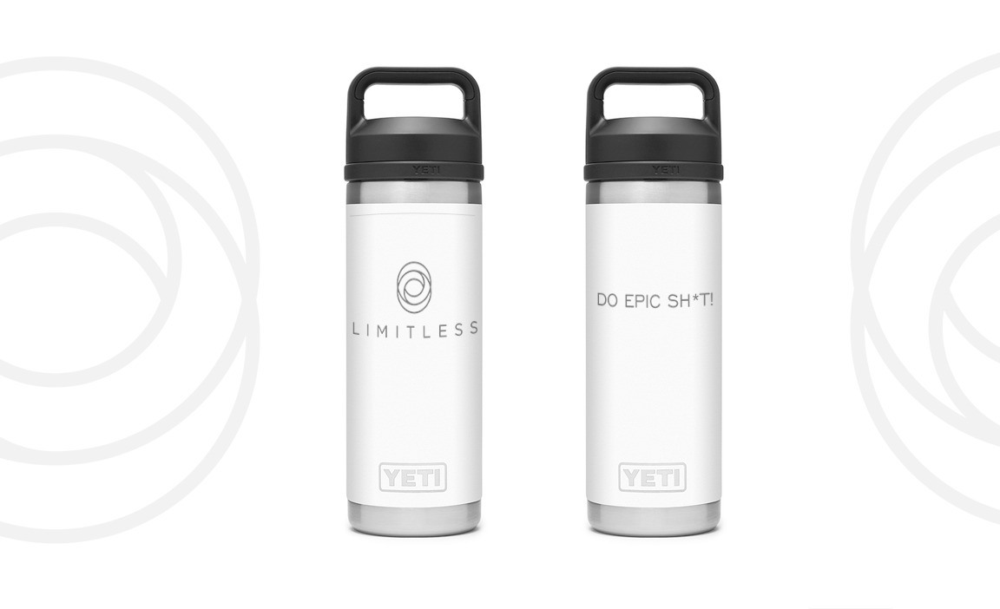 YETI
YETI
LIMITLESS
DO EPIC SH*T!
YETI
YETI